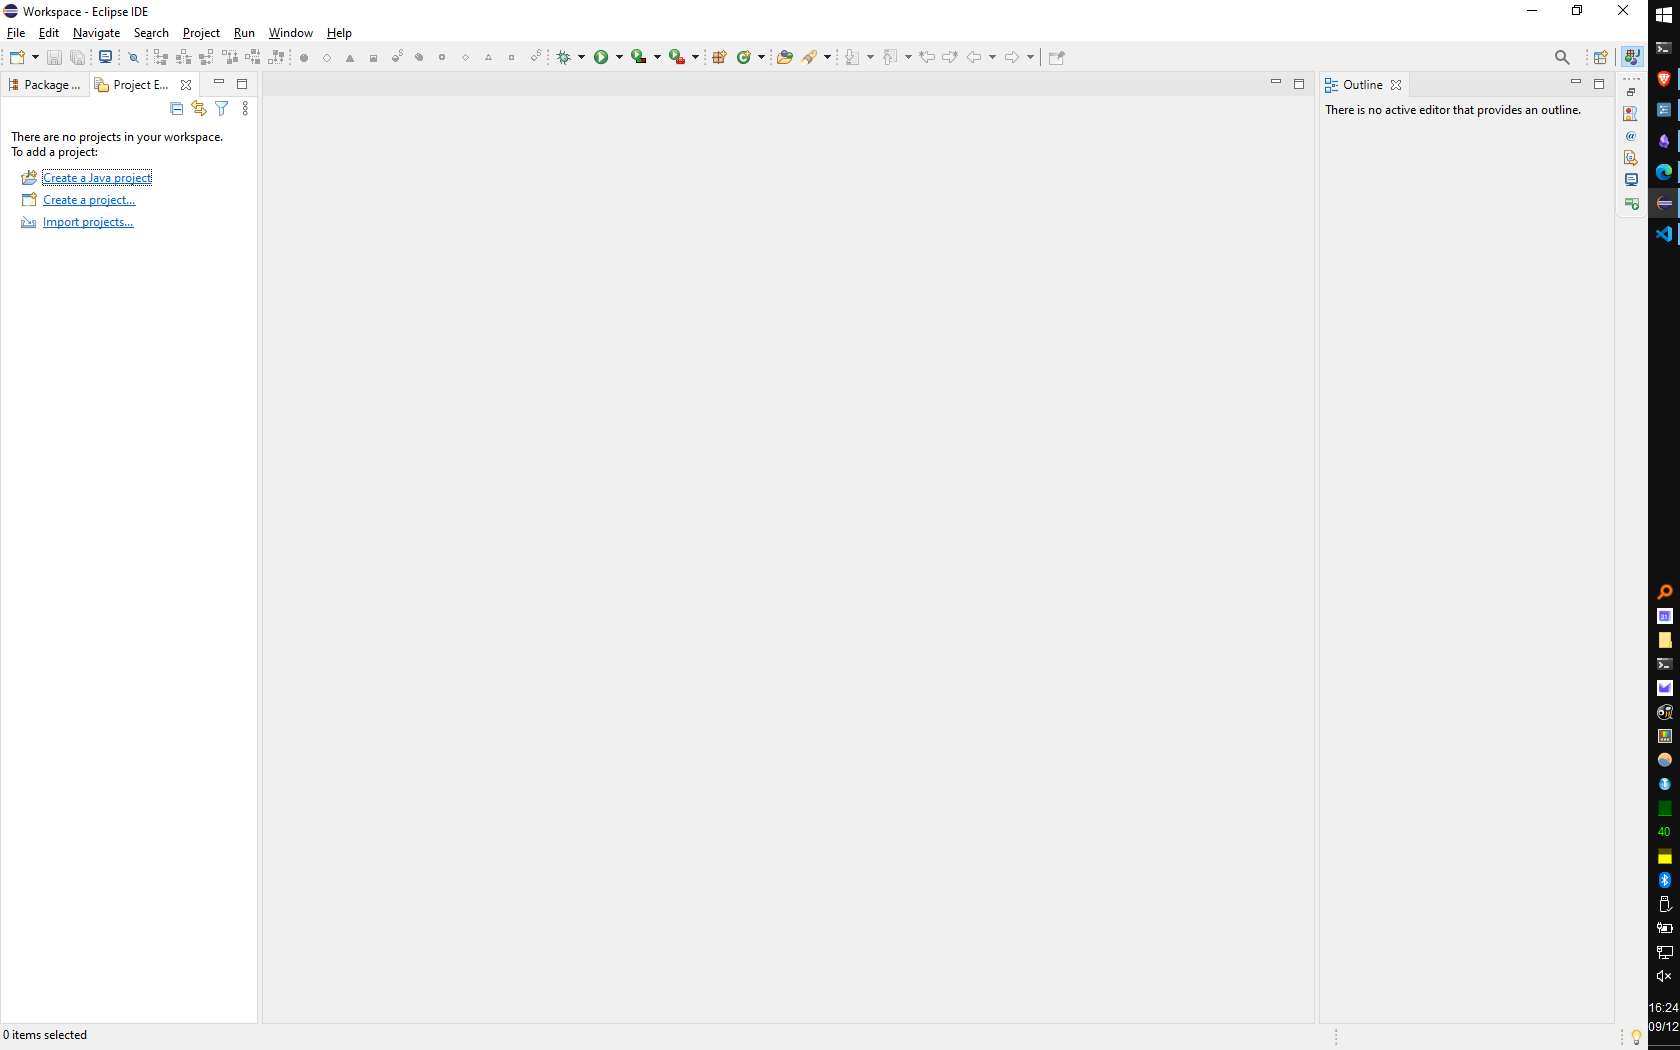 Workspace - Eclipse IDE
File Edit Navigate Search Project Run Window Help
Package ... Project E...
Outline
There are no projects in your workspace.
To add a project:
Create a Java project
Create a project...
Import projects...
There is no active editor that provides an outline.
0 items selected
31
40
16:24
09/12